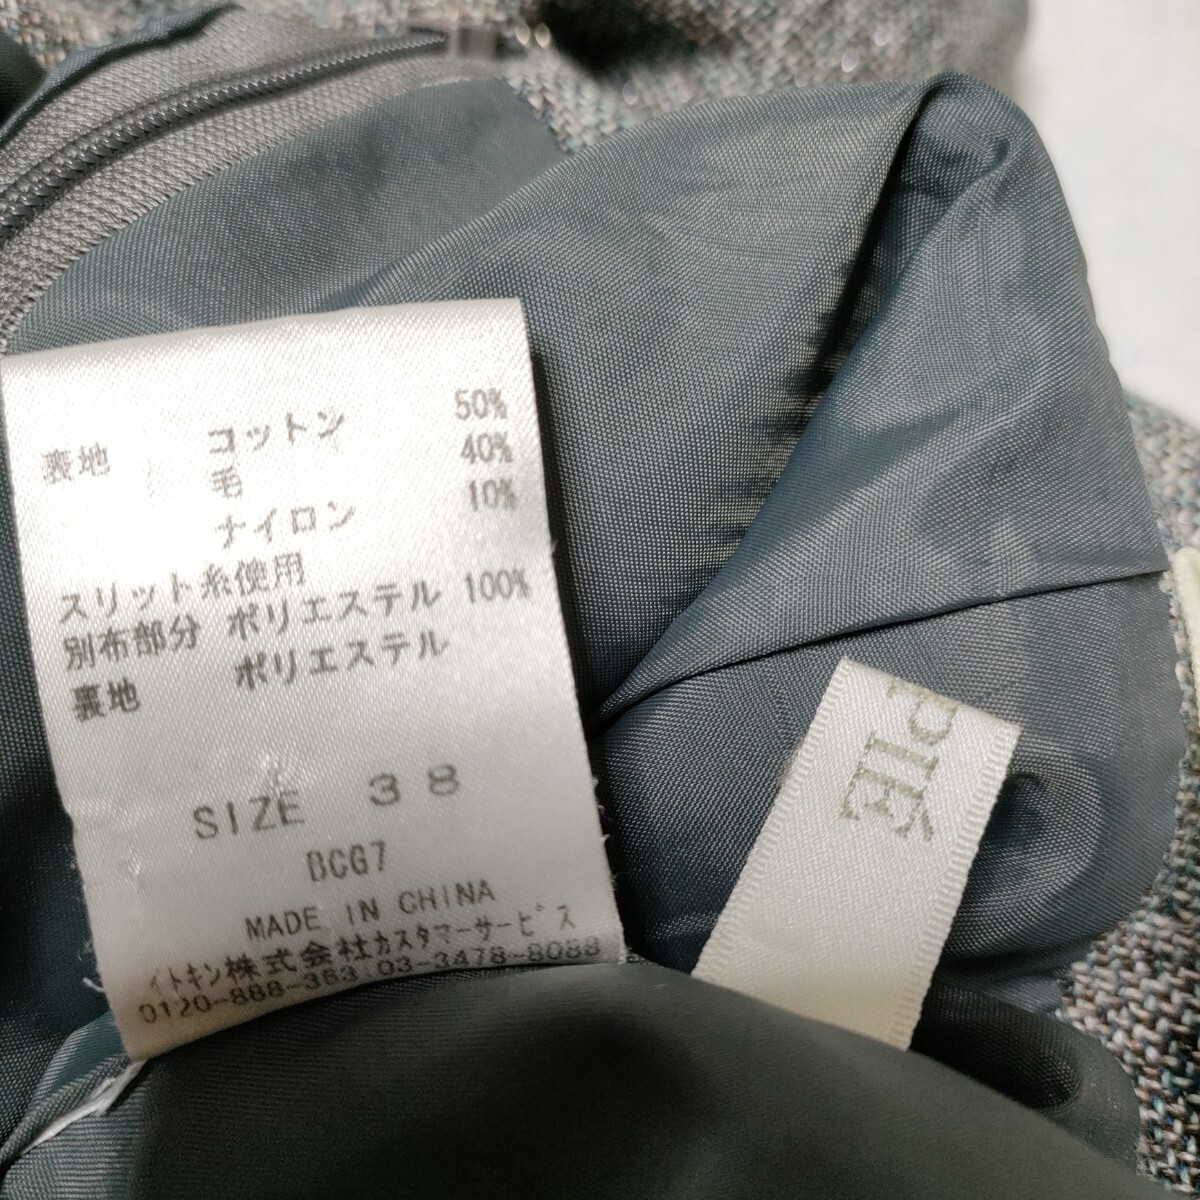 コットン 50%
表地 毛 40%
ナイロン 10%
スリット糸使用
別布部分 ポリエステル 100%
裏地 ポリエステル
SIZE 38
BCG7
MADE IN CHINA
イトキン株式会社カスタマーサービス
0120-888-363 03-3478-8088
PIÉ